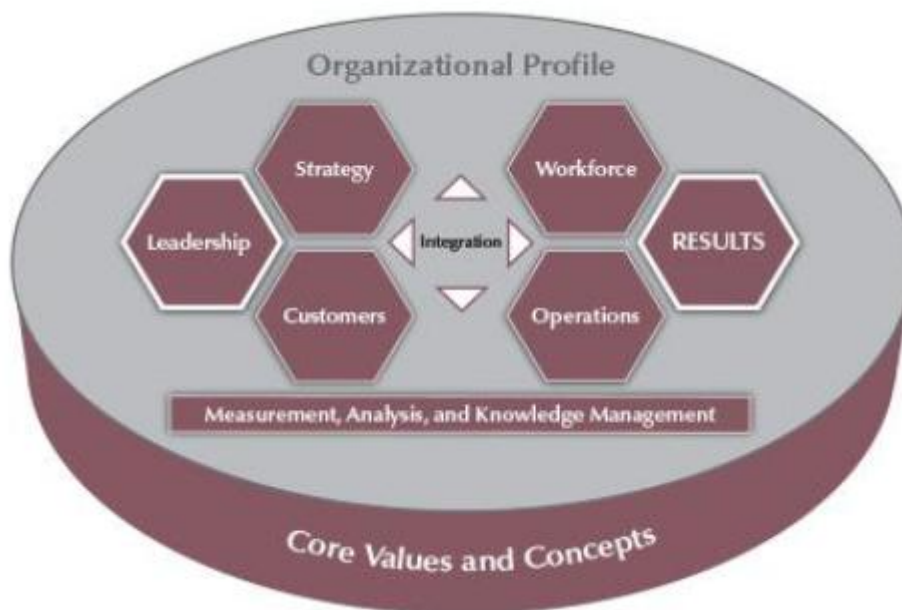 Organizational Profile
Strategy
Workforce
Leadership
Integration
RESULTS
Customers
Operations
Measurement, Analysis, and Knowledge Management
Core Values and Concepts